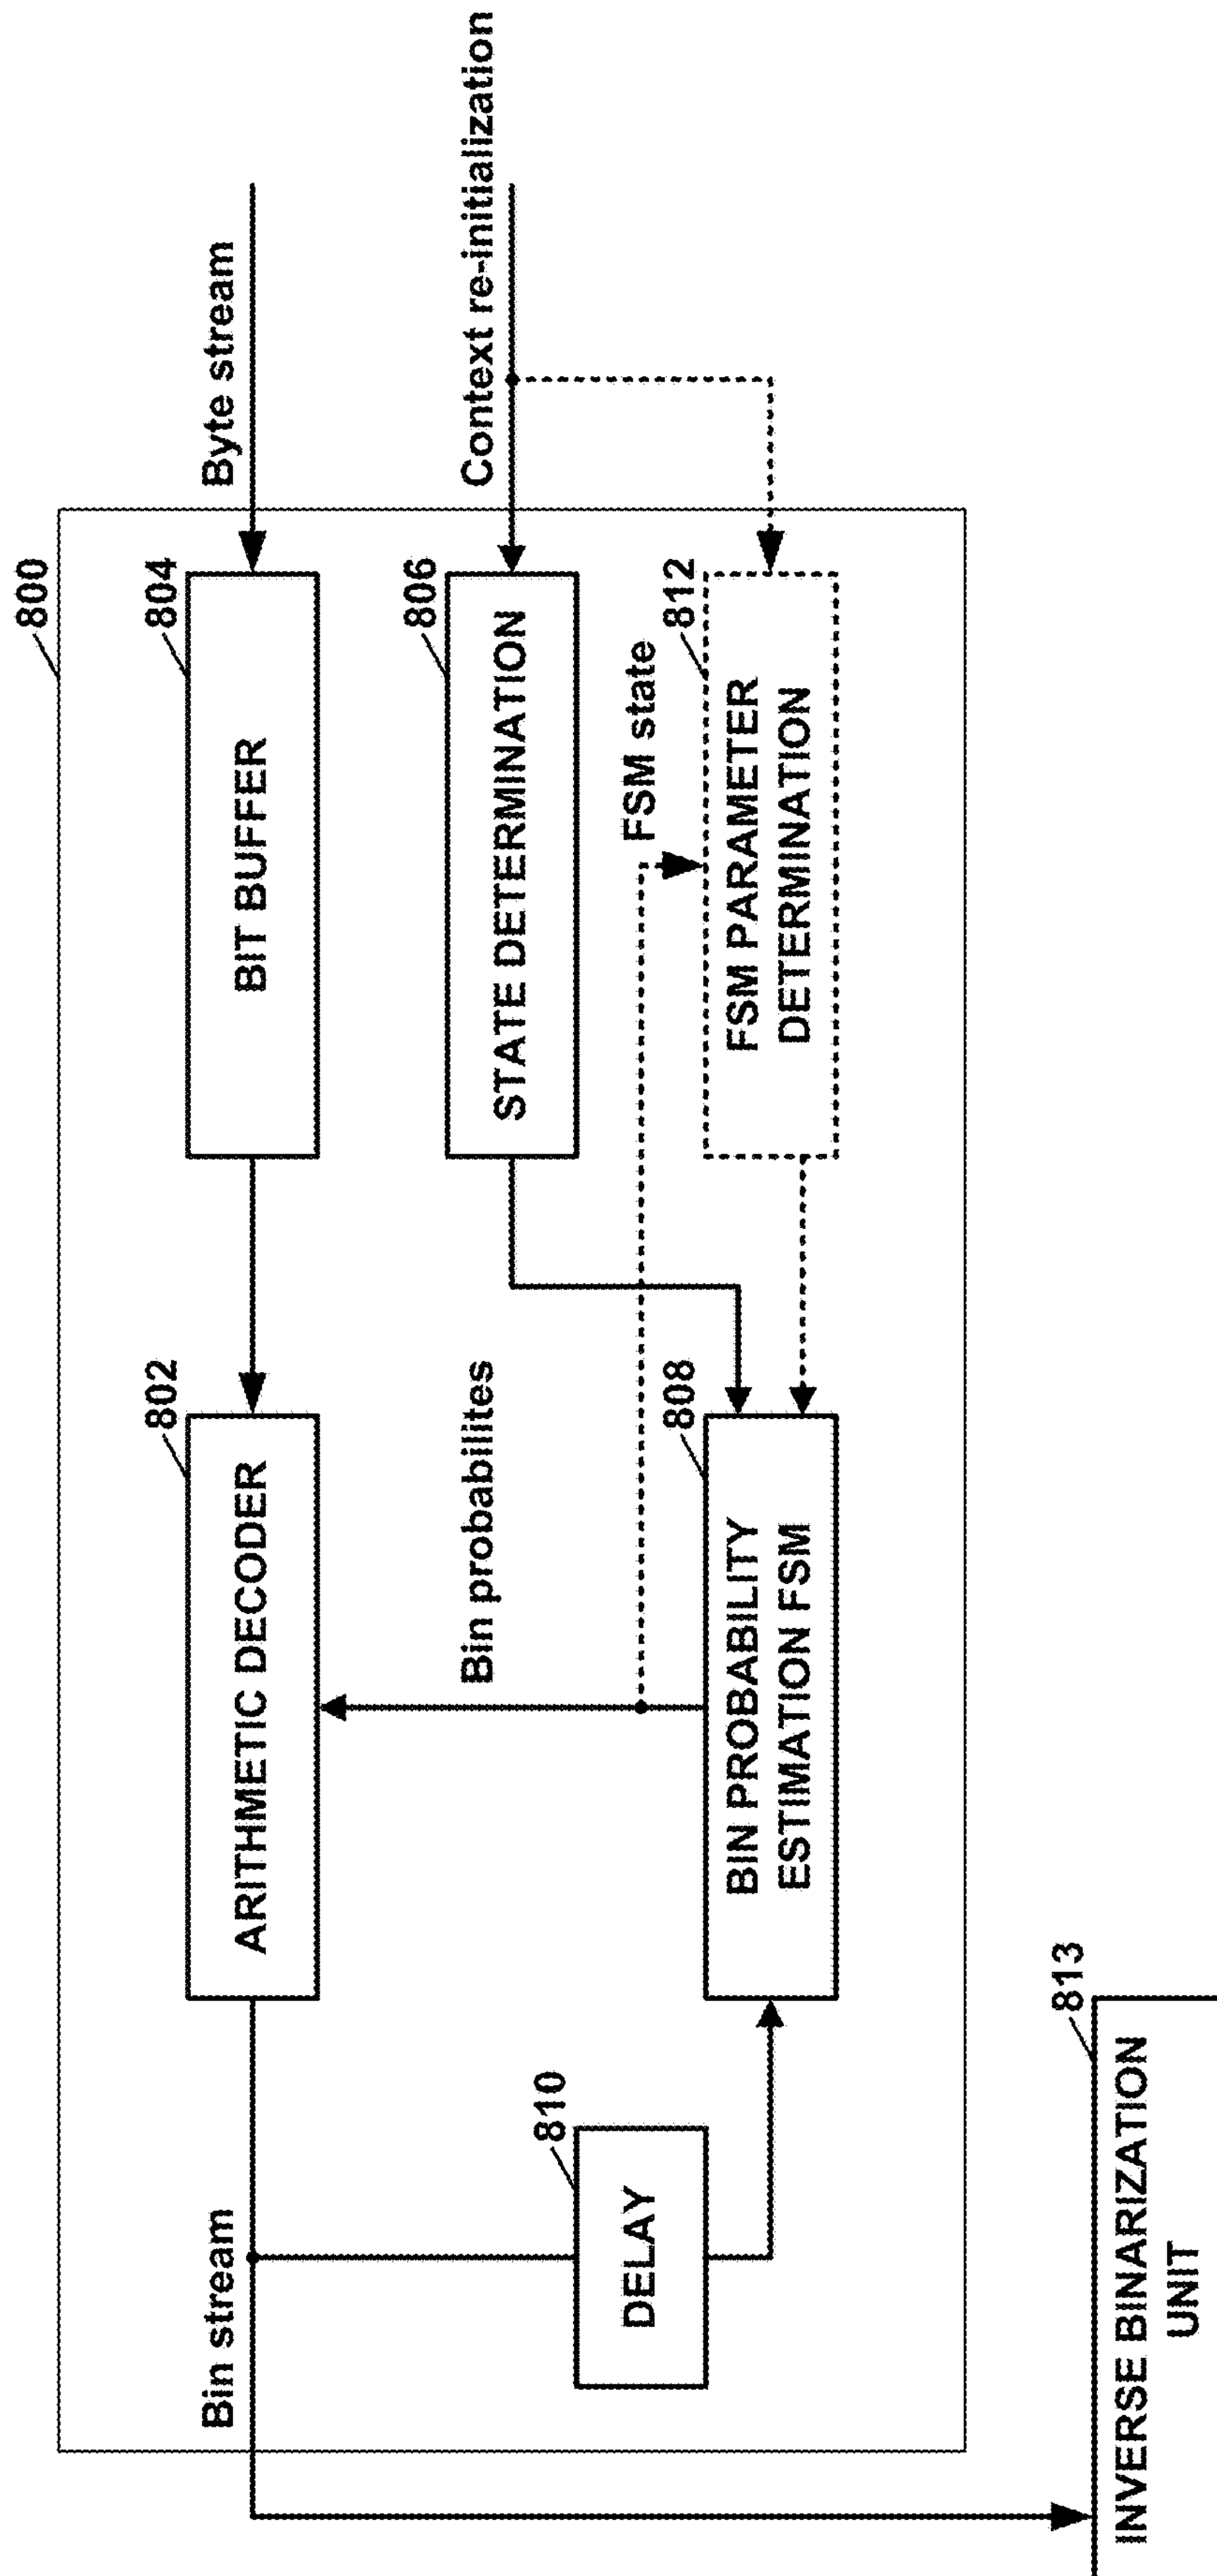 800
Byte stream
804
BIT BUFFER
802
ARITHMETIC DECODER
Bin stream
Context re-initialization
806
STATE DETERMINATION
Bin probabilites
810
DELAY
FSM state
812
FSM PARAMETER
DETERMINATION
808
BIN PROBABILITY
ESTIMATION FSM
813
INVERSE BINARIZATION
UNIT